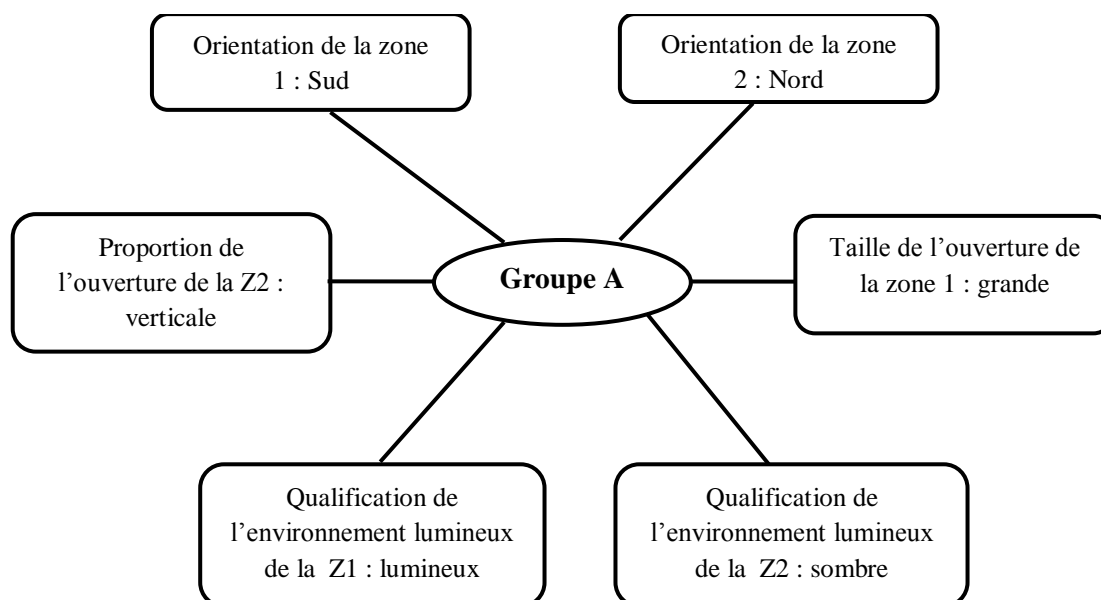 Orientation de la zone
1 : Sud
Orientation de la zone
2 : Nord
Proportion de
l’ouverture de la Z2 :
verticale
Groupe A
Taille de l’ouverture de
la zone 1 : grande
Qualification de
l’environnement lumineux
de la Z1 : lumineux
Qualification de
l’environnement lumineux
de la Z2 : sombre